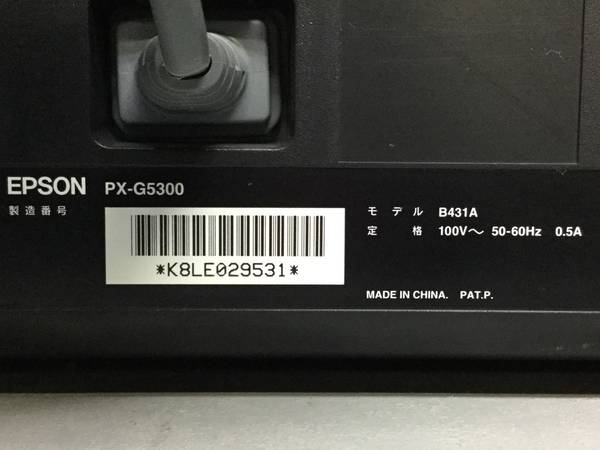 EPSON PX-G5300
製造番号
*K8LE029531*
モデル B431A
定格 100V～ 50-60Hz 0.5A
MADE IN CHINA. PAT.P.